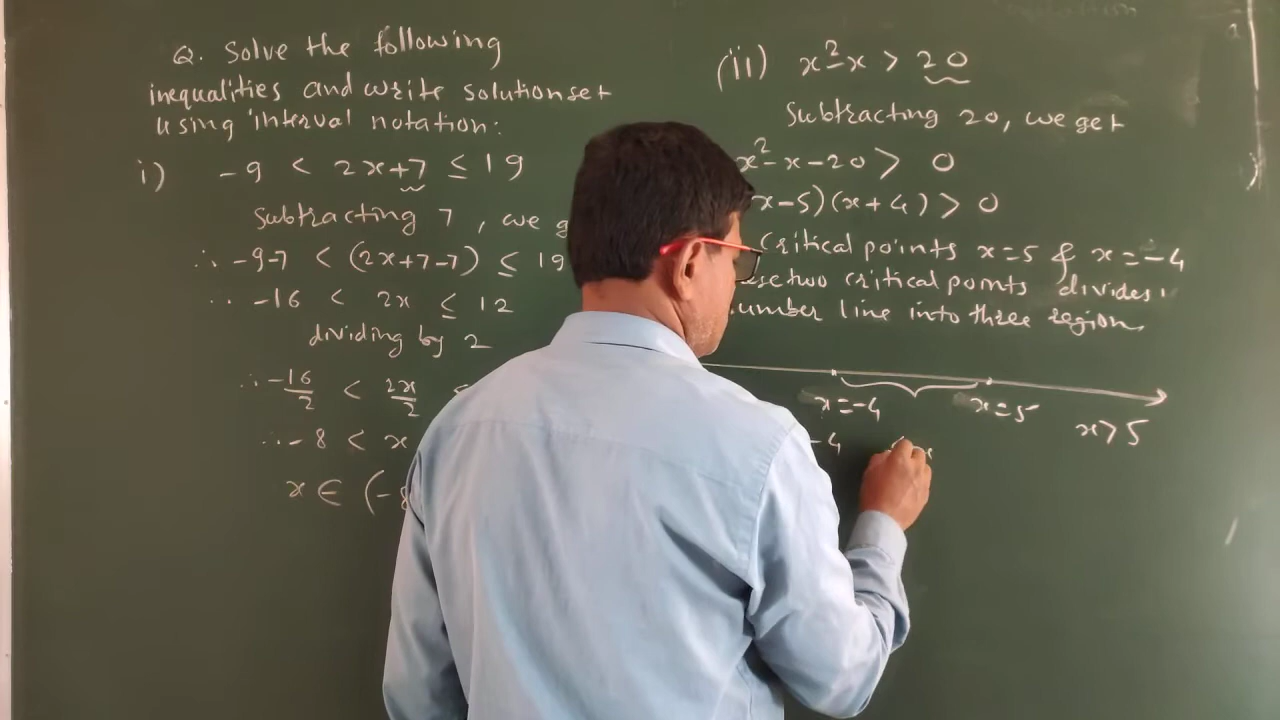 Q. Solve the following
inequalities and write solution set
using interval notation:
i) -9 < 2x+7 ≤ 19
Subtracting 7, we
∴ -9-7 < (2x+7-7) ≤ 19
∴ -16 < 2x ≤ 12
dividing by 2
∴ -16/2 < 2x/2
∴ -8 < x
x ∈ (-8
(ii) x²-x > 20
Subtracting 20, we get
x²-x-20 > 0
x-5)(x+4) > 0
Critical points x=5 & x=-4
two critical points divides
number line into three region.
x=-4 x=5
x>5
-4